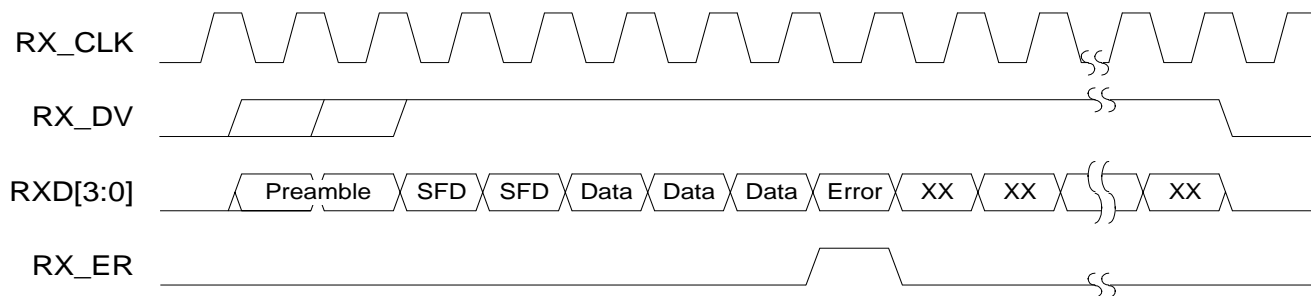 RX_CLK
RX_DV
RXD[3:0] Preamble SFD SFD Data Data Data Error XX XX XX
RX_ER